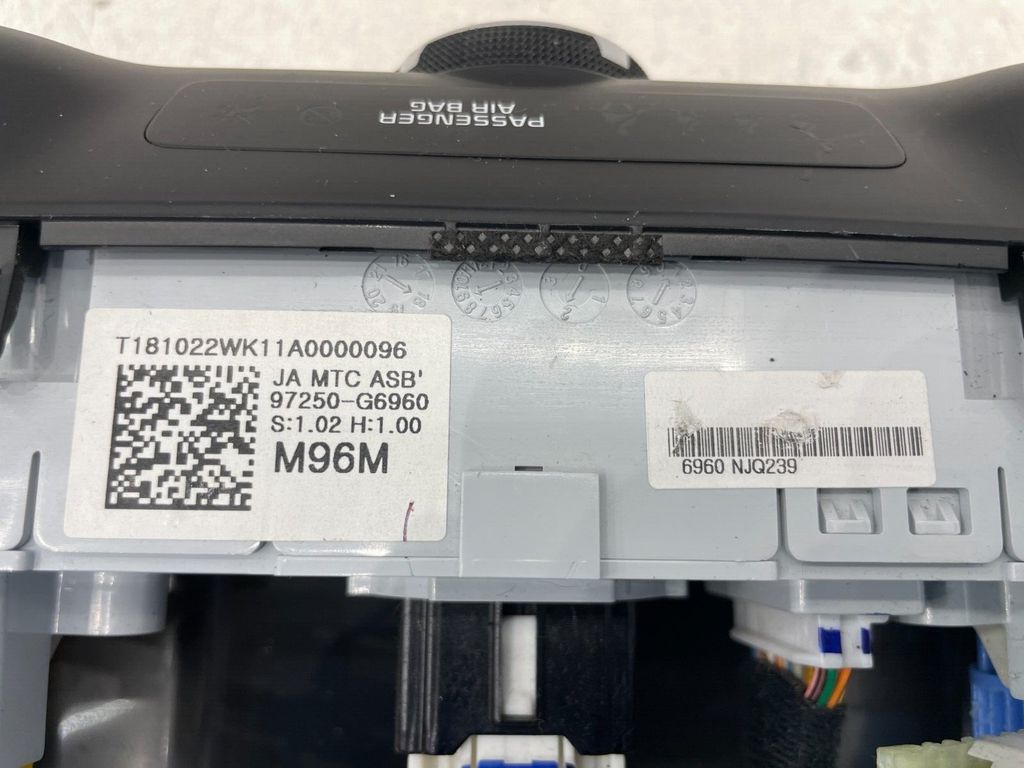 PASSENGER
AIR BAG
T181022WK11A0000096
JA MTC ASB'
97250-G6960
S:1.02 H:1.00
M96M
6960 NJQ239